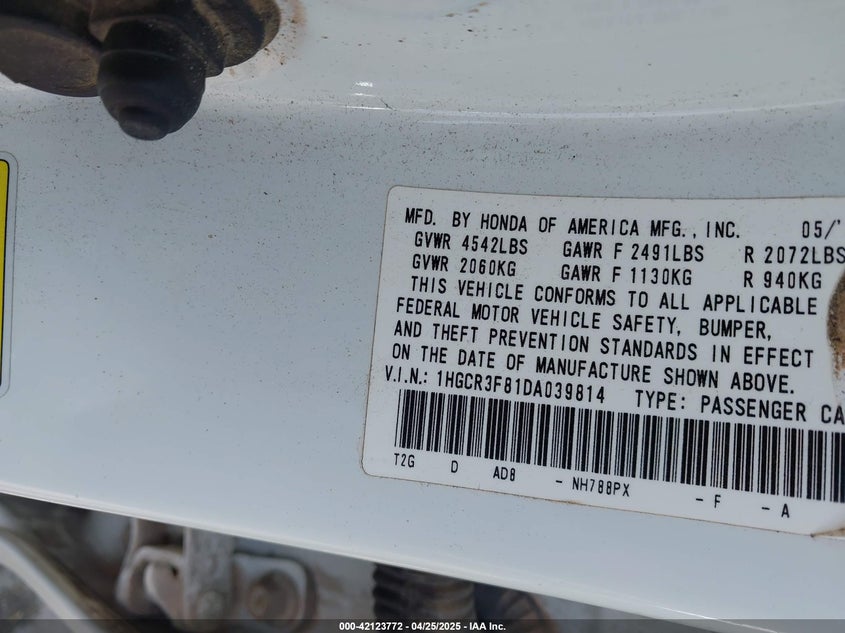 MFD. BY HONDA OF AMERICA MFG., INC. 05/
GVWR 4542LBS GAWR F 2491LBS R 2072LBS
GVWR 2060KG GAWR F 1130KG R 940KG
THIS VEHICLE CONFORMS TO ALL APPLICABLE
FEDERAL MOTOR VEHICLE SAFETY, BUMPER,
AND THEFT PREVENTION STANDARDS IN EFFECT
ON THE DATE OF MANUFACTURE SHOWN ABOVE.
V.I.N.: 1HGCR3F81DA039814 TYPE: PASSENGER CA
T2G D AD8 - NH788PX - F - A
000-42123772 - 04/25/2025 - IAA Inc.